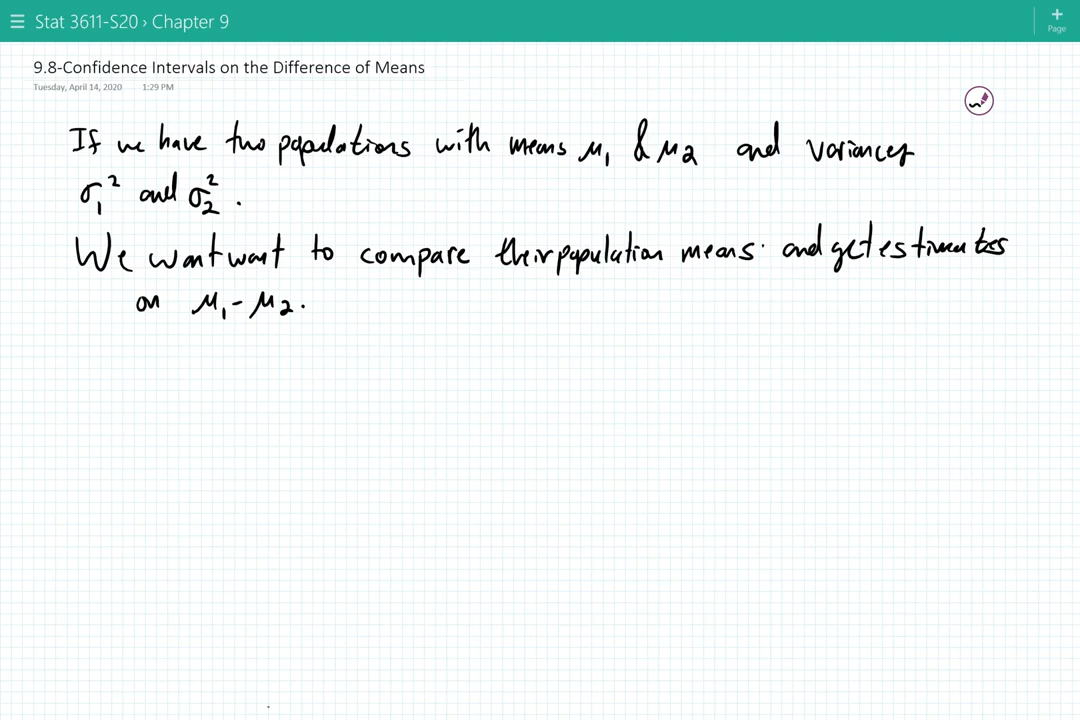 Stat 3611-S20 › Chapter 9
+
Page
9.8-Confidence Intervals on the Difference of Means
Tuesday, April 14, 2020 1:29 PM
If we have two populations with means μ₁ & μ₂ and variances
σ₁² and σ₂².
We want want to compare their population means. and get estimates
on μ₁-μ₂.